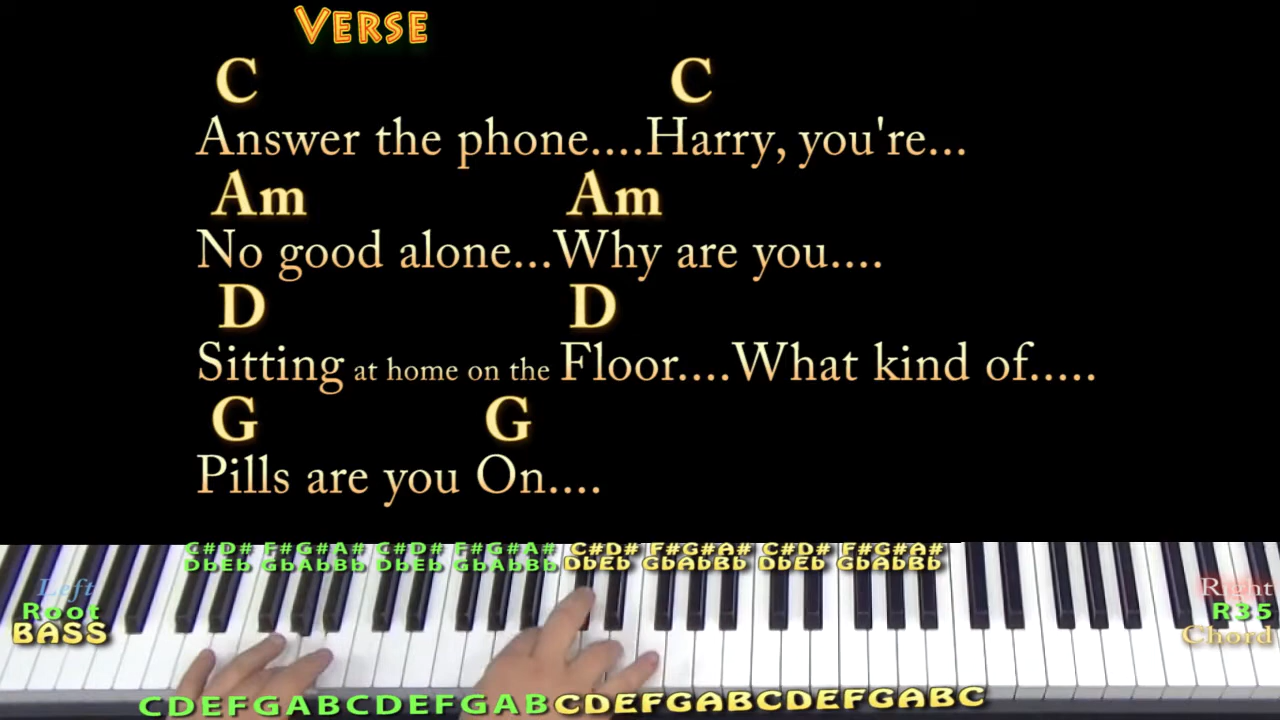 VERSE
C C
Answer the phone....Harry, you're...
Am Am
No good alone...Why are you....
D D
Sitting at home on the Floor....What kind of.....
G G
Pills are you On....
C#D# F#G#A# C#D# F#G#A# C#D# F#G#A# C#D# F#G#A#
DbEb GbAbBb DbEb GbAbBb DbEb GbAbBb DbEb GbAbBb
Left
Root
BASS
Right
R35
Chord
CDEFGABCDEFGABCDEFGABCDEFGABC